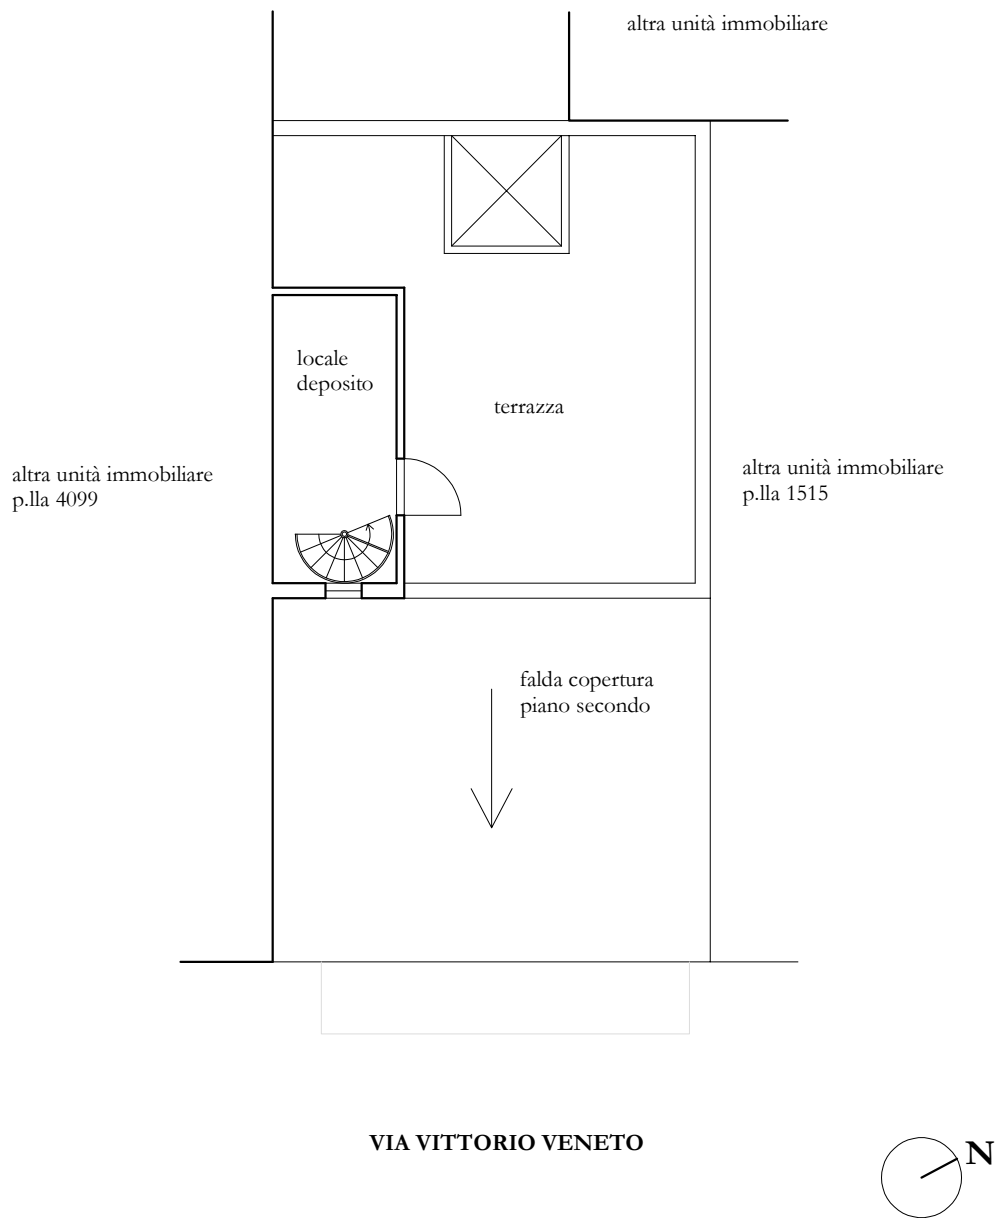 altra unità immobiliare
locale
deposito
terrazza
altra unità immobiliare
p.lla 4099
altra unità immobiliare
p.lla 1515
falda copertura
piano secondo
VIA VITTORIO VENETO
N